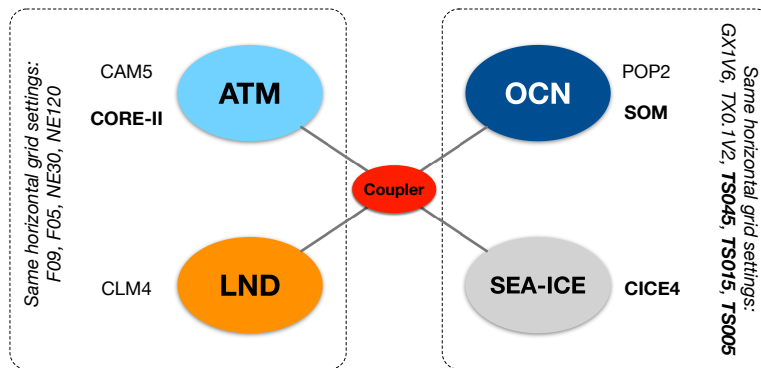 Same horizontal grid settings:
F09, F05, NE30, NE120
CAM5
CORE-II
ATM
CLM4
LND
Coupler
OCN
POP2
SOM
SEA-ICE
CICE4
Same horizontal grid settings:
GX1V6, TX0.1V2, TS045, TS015, TS005